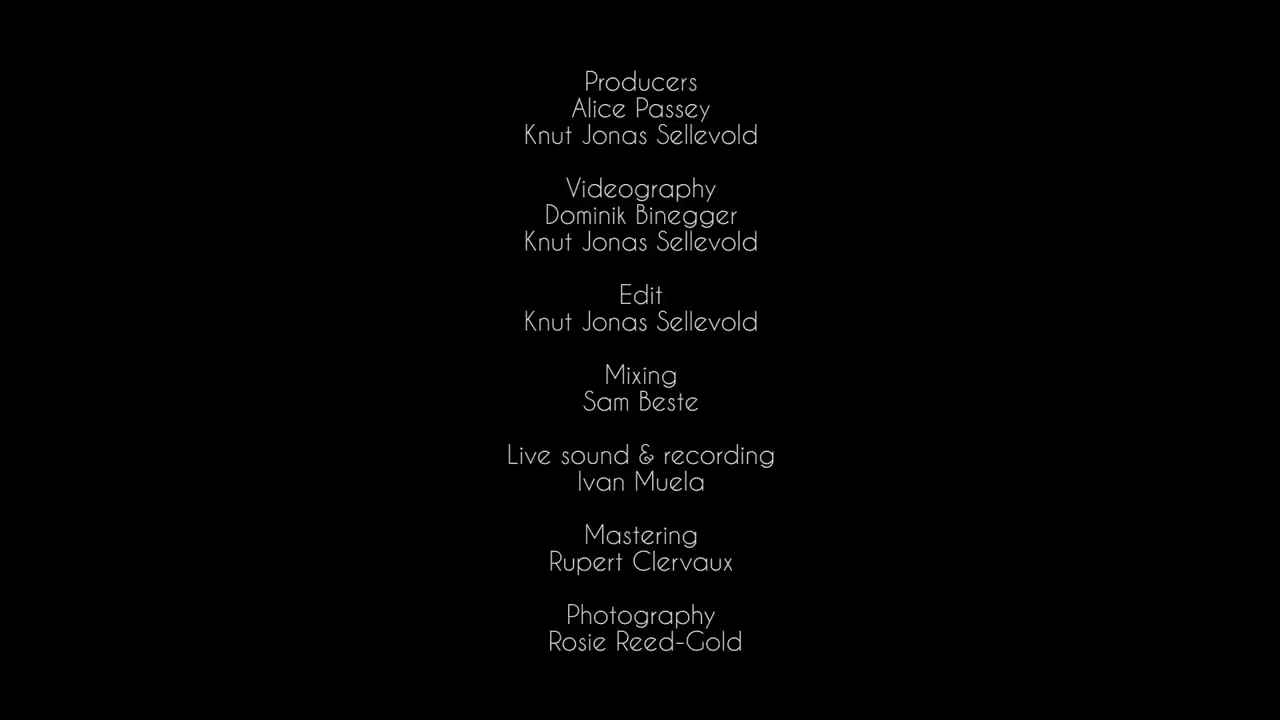 Producers
Alice Passey
Knut Jonas Sellevold
Videography
Dominik Binegger
Knut Jonas Sellevold
Edit
Knut Jonas Sellevold
Mixing
Sam Beste
Live sound & recording
Ivan Muela
Mastering
Rupert Clervaux
Photography
Rosie Reed-Gold